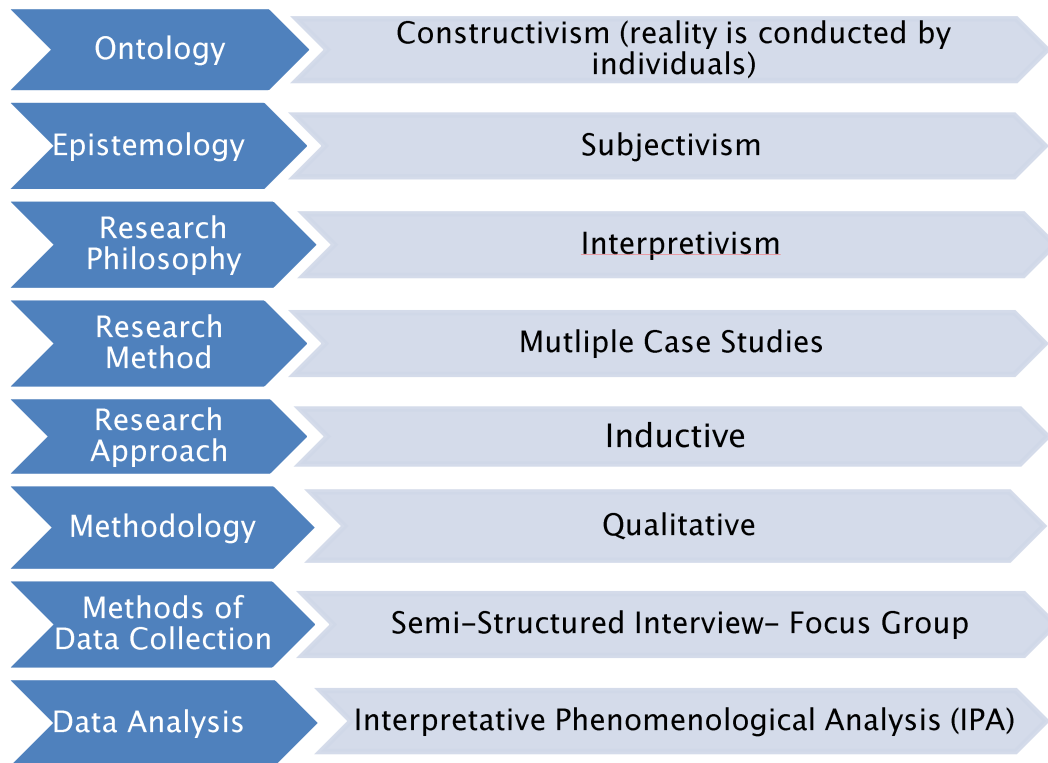 Ontology
Constructivism (reality is conducted by
individuals)
Epistemology
Subjectivism
Research
Philosophy
Interpretivism
Research
Method
Mutliple Case Studies
Research
Approach
Inductive
Methodology
Qualitative
Methods of
Data Collection
Semi-Structured Interview- Focus Group
Data Analysis
Interpretative Phenomenological Analysis (IPA)